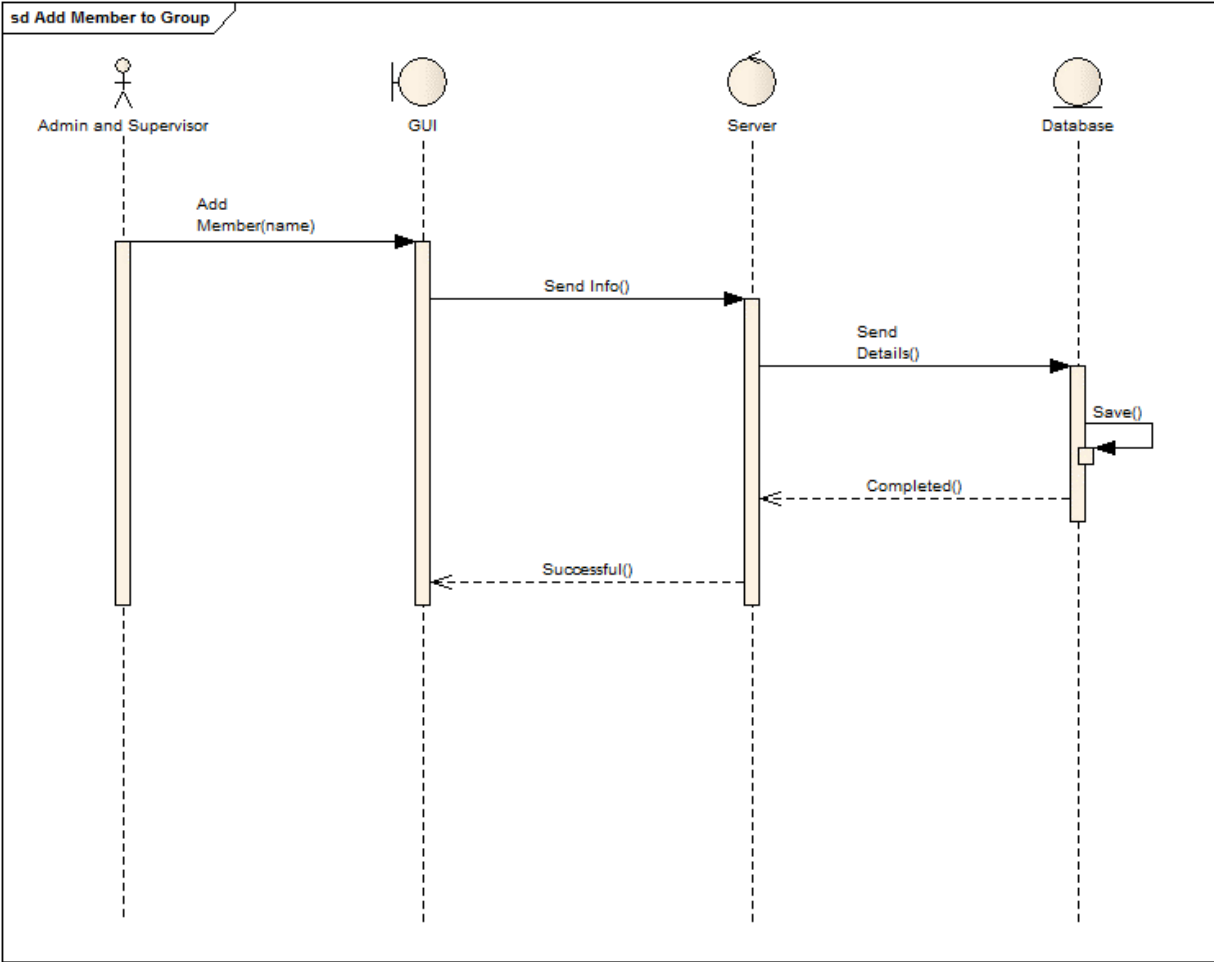 sd Add Member to Group
Admin and Supervisor
GUI
Server
Database
Add
Member(name)
Send Info()
Send
Details()
Save()
Completed()
Successful()